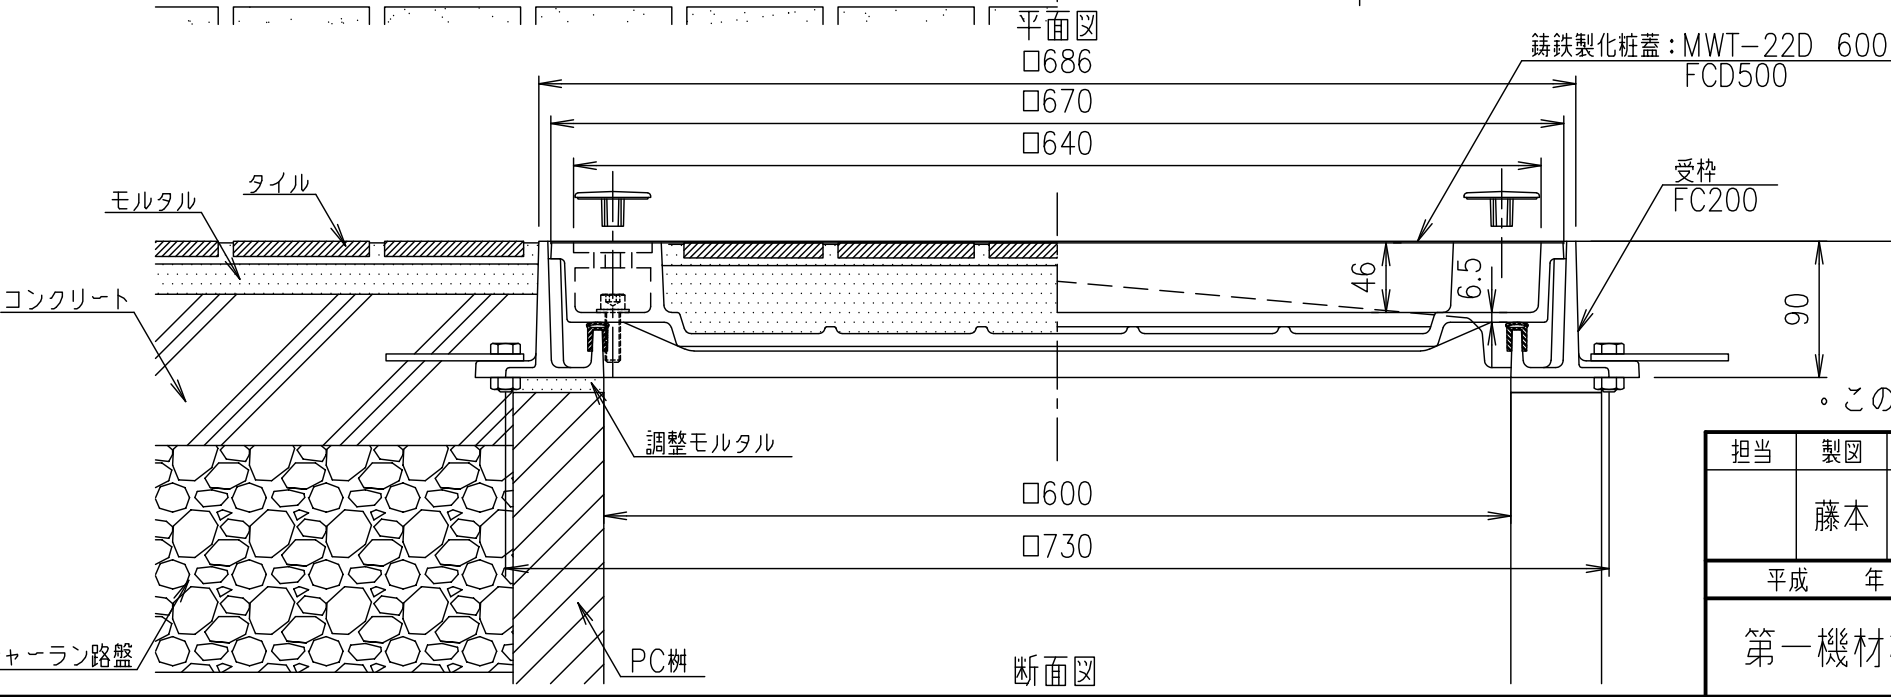 平面図
□686
□670
□640
鋳鉄製化粧蓋：MWT-22D 600
FCD500
受枠
FC200
タイル
モルタル
コンクリート
46
6.5
90
。この
調整モルタル
□600
□730
ャーラン路盤
PC桝
断面図
担当 製図
藤本
平成 年
第一機材